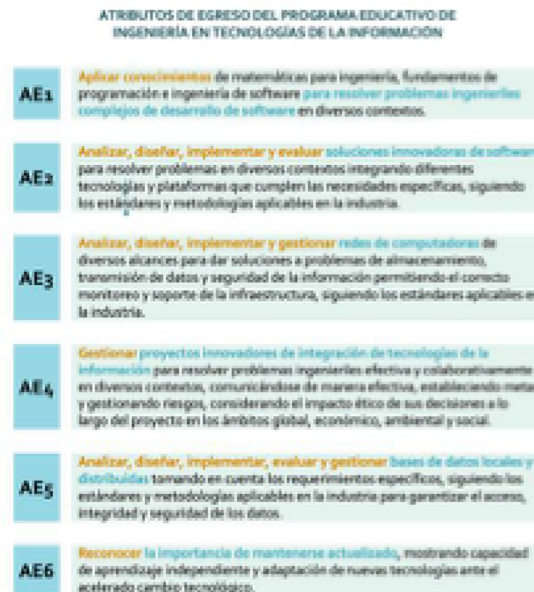 ATRIBUTOS DE EGRESO DEL PROGRAMA EDUCATIVO DE
INGENIERÍA EN TECNOLOGÍAS DE LA INFORMACIÓN
AE1
Aplicar conocimientos de matemáticas para ingeniería, fundamentos de
programación e ingeniería de software para resolver problemas ingenieriles
complejos de desarrollo de software en diversos contextos.
AE2
Analizar, diseñar, implementar y evaluar soluciones innovadoras de software
para resolver problemas en diversos contextos integrando diferentes
tecnologías y plataformas que cumplen las necesidades específicas, siguiendo
los estándares y metodologías aplicables en la industria.
AE3
Analizar, diseñar, implementar y gestionar redes de computadoras de
diversos alcances para dar soluciones a problemas de almacenamiento,
transmisión de datos y seguridad de la información permitiendo el correcto
monitoreo y soporte de la infraestructura, siguiendo los estándares aplicables e
la industria.
AE4
Gestionar proyectos innovadores de integración de tecnologías de la
información para resolver problemas ingenieriles efectiva y colaborativamente
en diversos contextos, comunicándose de manera efectiva, estableciendo meta
y gestionando riesgos, considerando el impacto ético de sus decisiones a lo
largo del proyecto en los ámbitos global, económico, ambiental y social.
AE5
Analizar, diseñar, implementar, evaluar y gestionar bases de datos locales y
distribuidas tomando en cuenta los requerimientos específicos, siguiendo los
estándares y metodologías aplicables en la industria para garantizar el acceso,
integridad y seguridad de los datos.
AE6
Reconocer la importancia de mantenerse actualizado, mostrando capacidad
de aprendizaje independiente y adaptación de nuevas tecnologías ante el
acelerado cambio tecnológico.